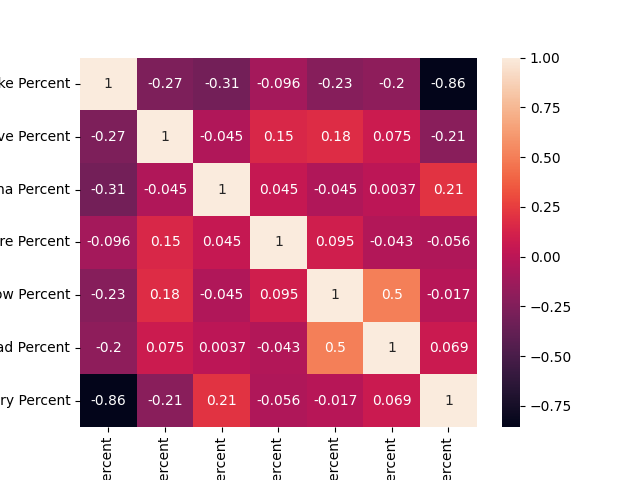 ke Percent 1 -0.27 -0.31 -0.096 -0.23 -0.2 -0.86
ve Percent -0.27 1 -0.045 0.15 0.18 0.075 -0.21
na Percent -0.31 -0.045 1 0.045 -0.045 0.0037 0.21
re Percent -0.096 0.15 0.045 1 0.095 -0.043 -0.056
ow Percent -0.23 0.18 -0.045 0.095 1 0.5 -0.017
ad Percent -0.2 0.075 0.0037 -0.043 0.5 1 0.069
ry Percent -0.86 -0.21 0.21 -0.056 -0.017 0.069 1
ercent ercent ercent ercent ercent ercent ercent
1.00
0.75
0.50
0.25
0.00
−0.25
−0.50
−0.75